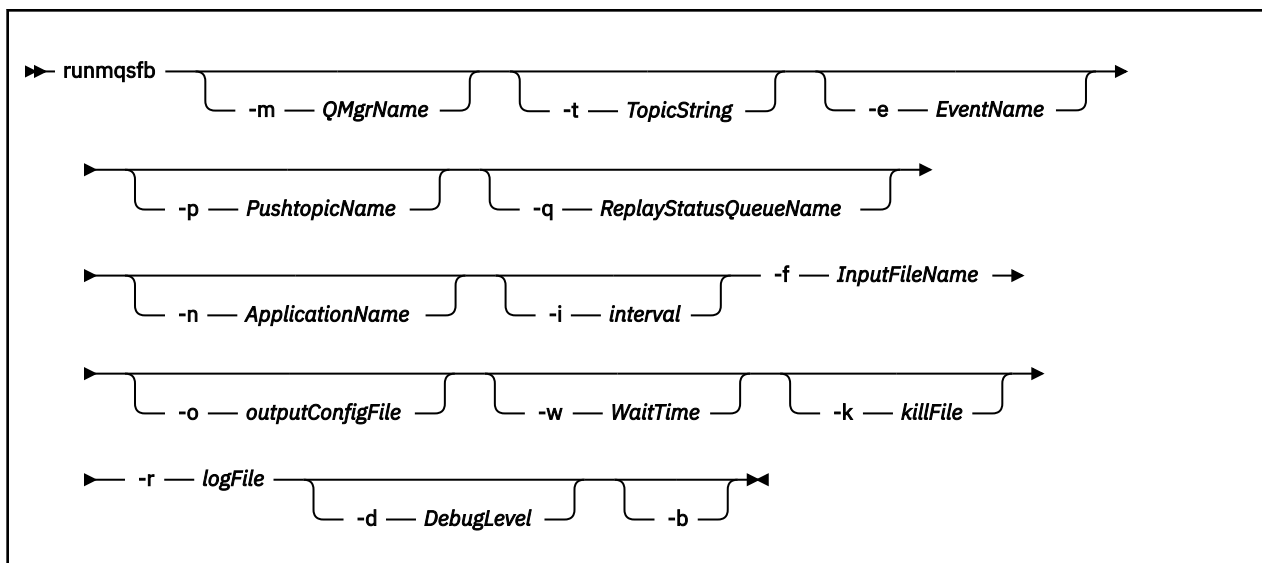 runmqsfb
-m QMgrName -t TopicString -e EventName
-p PushtopicName -q ReplayStatusQueueName
-f InputFileName
-n ApplicationName -i interval
-o outputConfigFile -w WaitTime -k killFile
-r logFile
-d DebugLevel -b